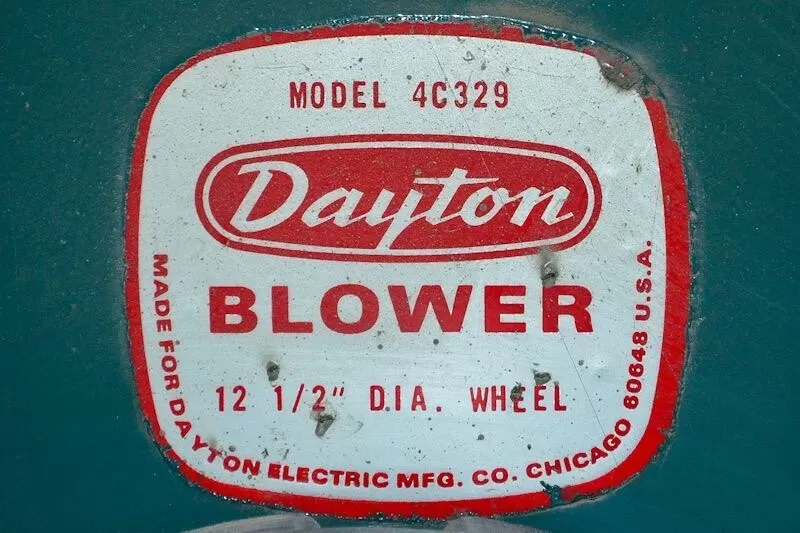 MODEL 4C329
Dayton
BLOWER
12 1/2" DIA. WHEEL
MADE FOR DAYTON ELECTRIC MFG. CO. CHICAGO 60648 U.S.A.